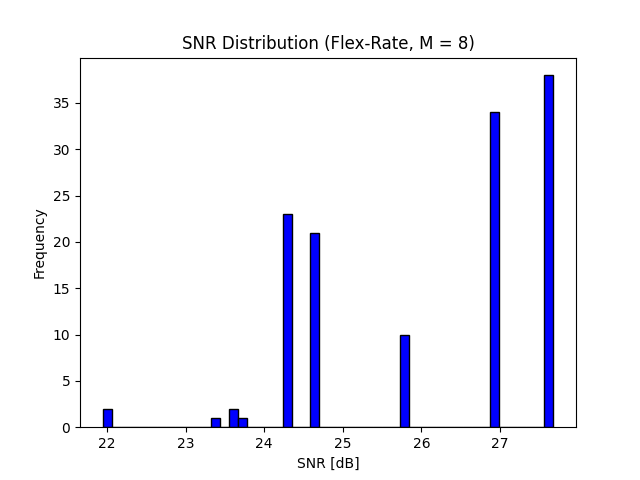 SNR Distribution (Flex-Rate, M = 8)
35
30
25
20
15
10
5
0
Frequency
22 23 24 25 26 27
SNR [dB]